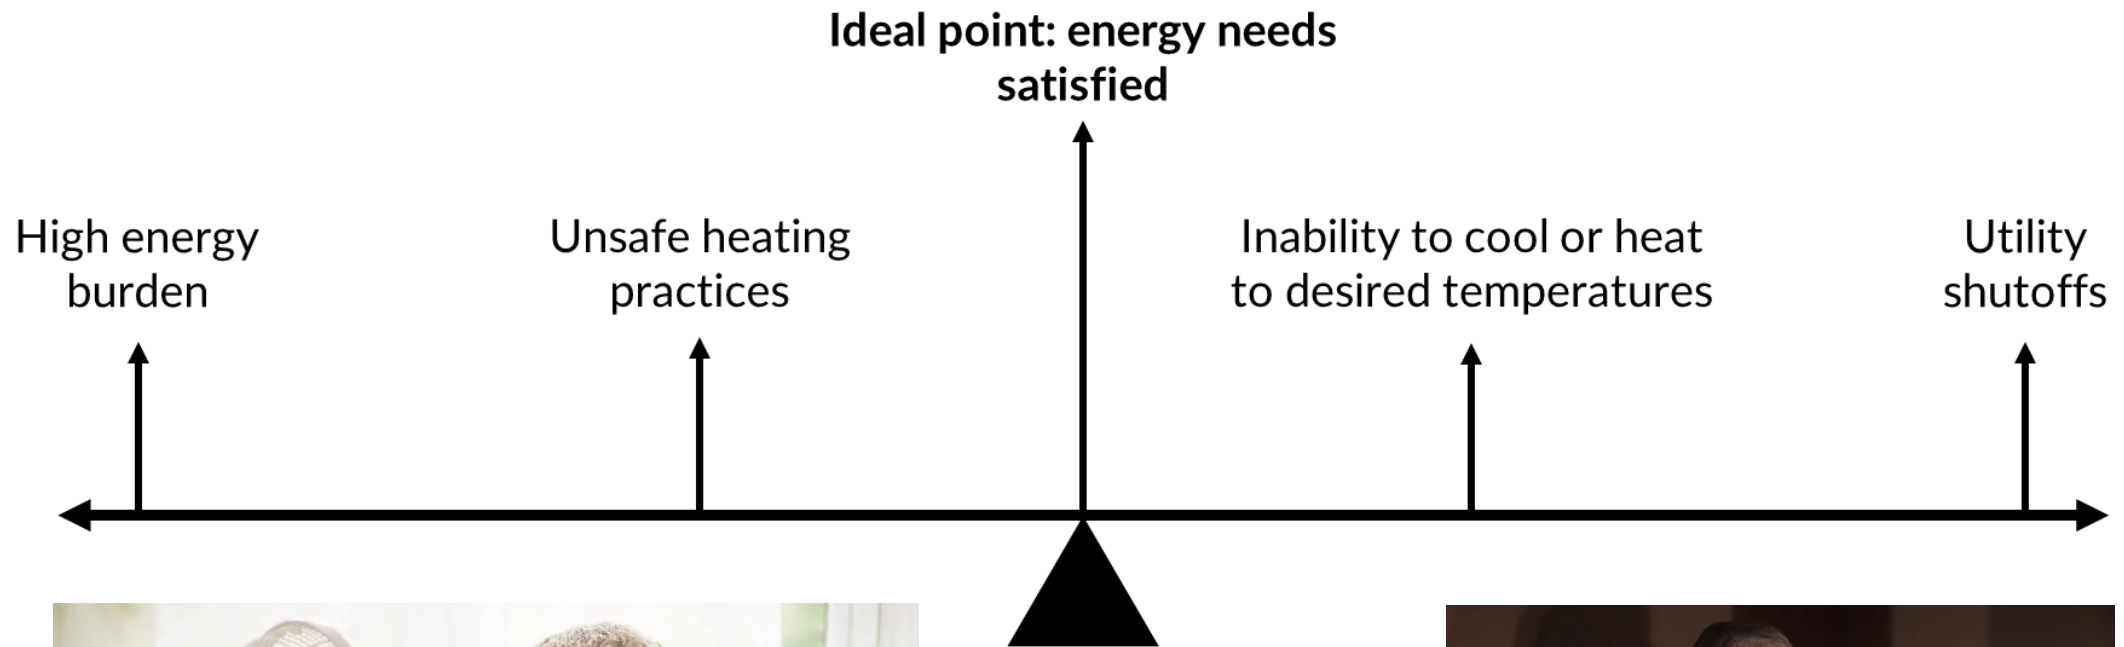 Ideal point: energy needs
satisfied
High energy
burden
Unsafe heating
practices
Inability to cool or heat
to desired temperatures
Utility
shutoffs